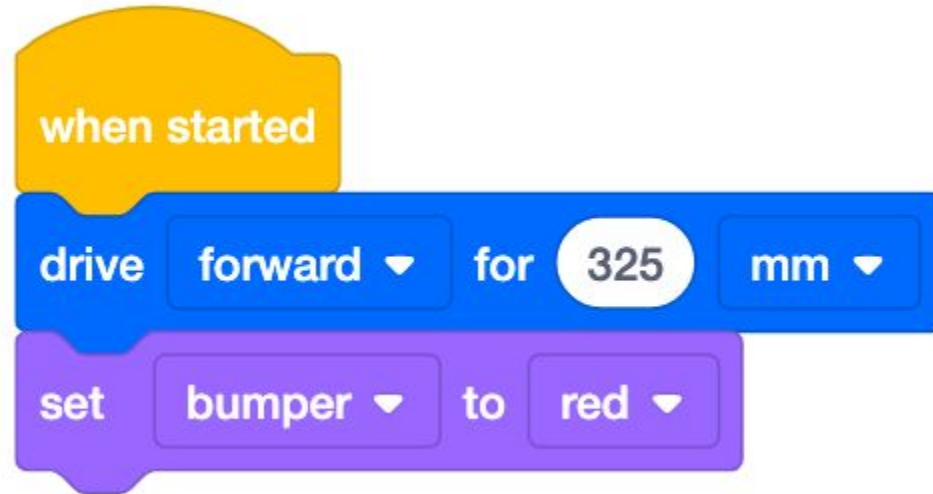 when started
drive forward for 325 mm
set bumper to red